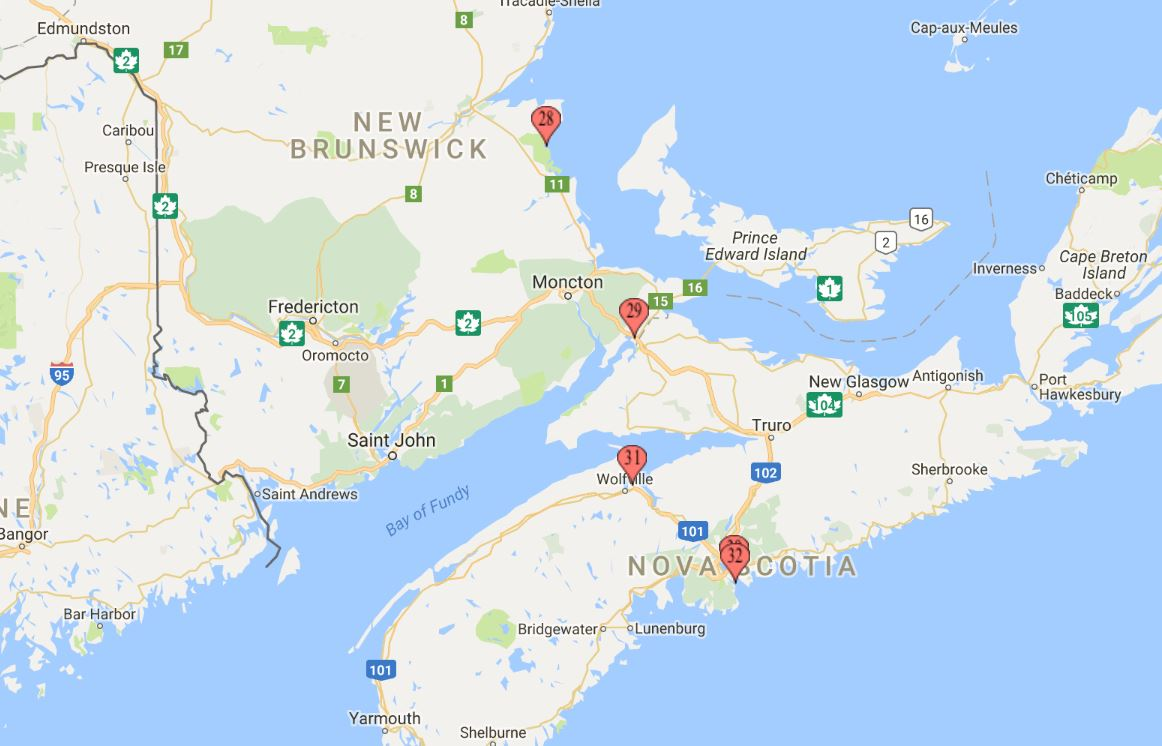 Tracadie-Sheila
Edmundston
8
Cap-aux-Meules
2
17
28
NEW
BRUNSWICK
Caribou
Presque Isle
11
Chéticamp
8
2
16
2
Prince
Edward Island
Cape Breton
Island
Inverness
Moncton
16
1
Baddeck
15
105
29
Fredericton
2
2
Oromocto
95
7
1
New Glasgow
Antigonish
Port
Hawkesbury
104
Truro
Saint John
31
Wolfville
102
Sherbrooke
Saint Andrews
Bay of Fundy
NE
Bangor
101
32
NOVA SCOTIA
Bar Harbor
Bridgewater
Lunenburg
101
Yarmouth
Shelburne